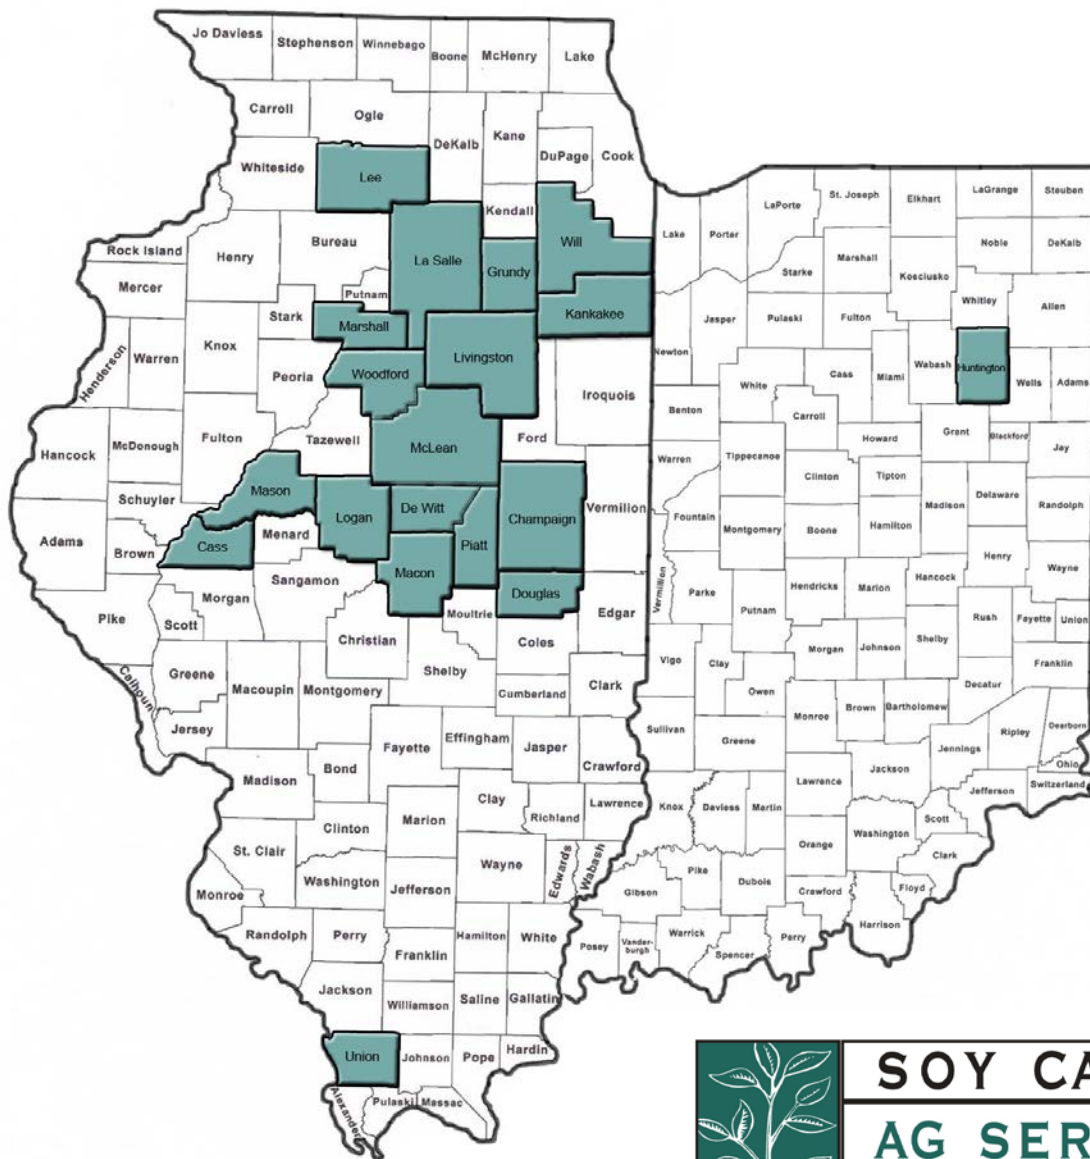 Jo Daviess
Stephenson
Winnebago
Boone
McHenry
Lake
Carroll
Ogle
DeKalb
Kane
DuPage
Cook
Whiteside
Lee
Kendall
Will
Rock Island
Henry
Bureau
La Salle
Grundy
Mercer
Putnam
Kankakee
Stark
Marshall
Henderson
Warren
Knox
Peoria
Woodford
Livingston
Iroquois
Hancock
McDonough
Fulton
Tazewell
McLean
Ford
Schuyler
Mason
Logan
De Witt
Champaign
Vermilion
Adams
Brown
Cass
Menard
Macon
Piatt
Douglas
Edgar
Pike
Scott
Morgan
Sangamon
Christian
Moultrie
Coles
Calhoun
Greene
Macoupin
Montgomery
Shelby
Cumberland
Clark
Jersey
Madison
Bond
Fayette
Effingham
Jasper
Crawford
Clay
Richland
Lawrence
St. Clair
Clinton
Marion
Monroe
Washington
Jefferson
Wayne
Edwards
Wabash
Randolph
Perry
Franklin
Hamilton
White
Jackson
Williamson
Saline
Gallatin
Union
Johnson
Pope
Hardin
Alexander
Pulaski
Massac
Lake
Porter
LaPorte
St. Joseph
Elkhart
LaGrange
Steuben
Noble
DeKalb
Starke
Marshall
Kosciusko
Whitley
Allen
Newton
Jasper
Pulaski
Fulton
Wabash
Huntington
Wells
Adams
White
Cass
Miami
Benton
Carroll
Howard
Grant
Blackford
Jay
Warren
Tippecanoe
Clinton
Tipton
Madison
Delaware
Randolph
Fountain
Montgomery
Boone
Hamilton
Henry
Wayne
Vermillion
Parke
Putnam
Hendricks
Marion
Hancock
Rush
Fayette
Union
Vigo
Clay
Owen
Morgan
Johnson
Shelby
Decatur
Franklin
Sullivan
Greene
Monroe
Brown
Bartholomew
Jennings
Ripley
Dearborn
Ohio
Switzerland
Knox
Daviess
Martin
Lawrence
Jackson
Jefferson
Scott
Orange
Washington
Clark
Gibson
Pike
Dubois
Crawford
Floyd
Harrison
Posey
Vander-
burgh
Warrick
Spencer
Perry
SOY CA
AG SER